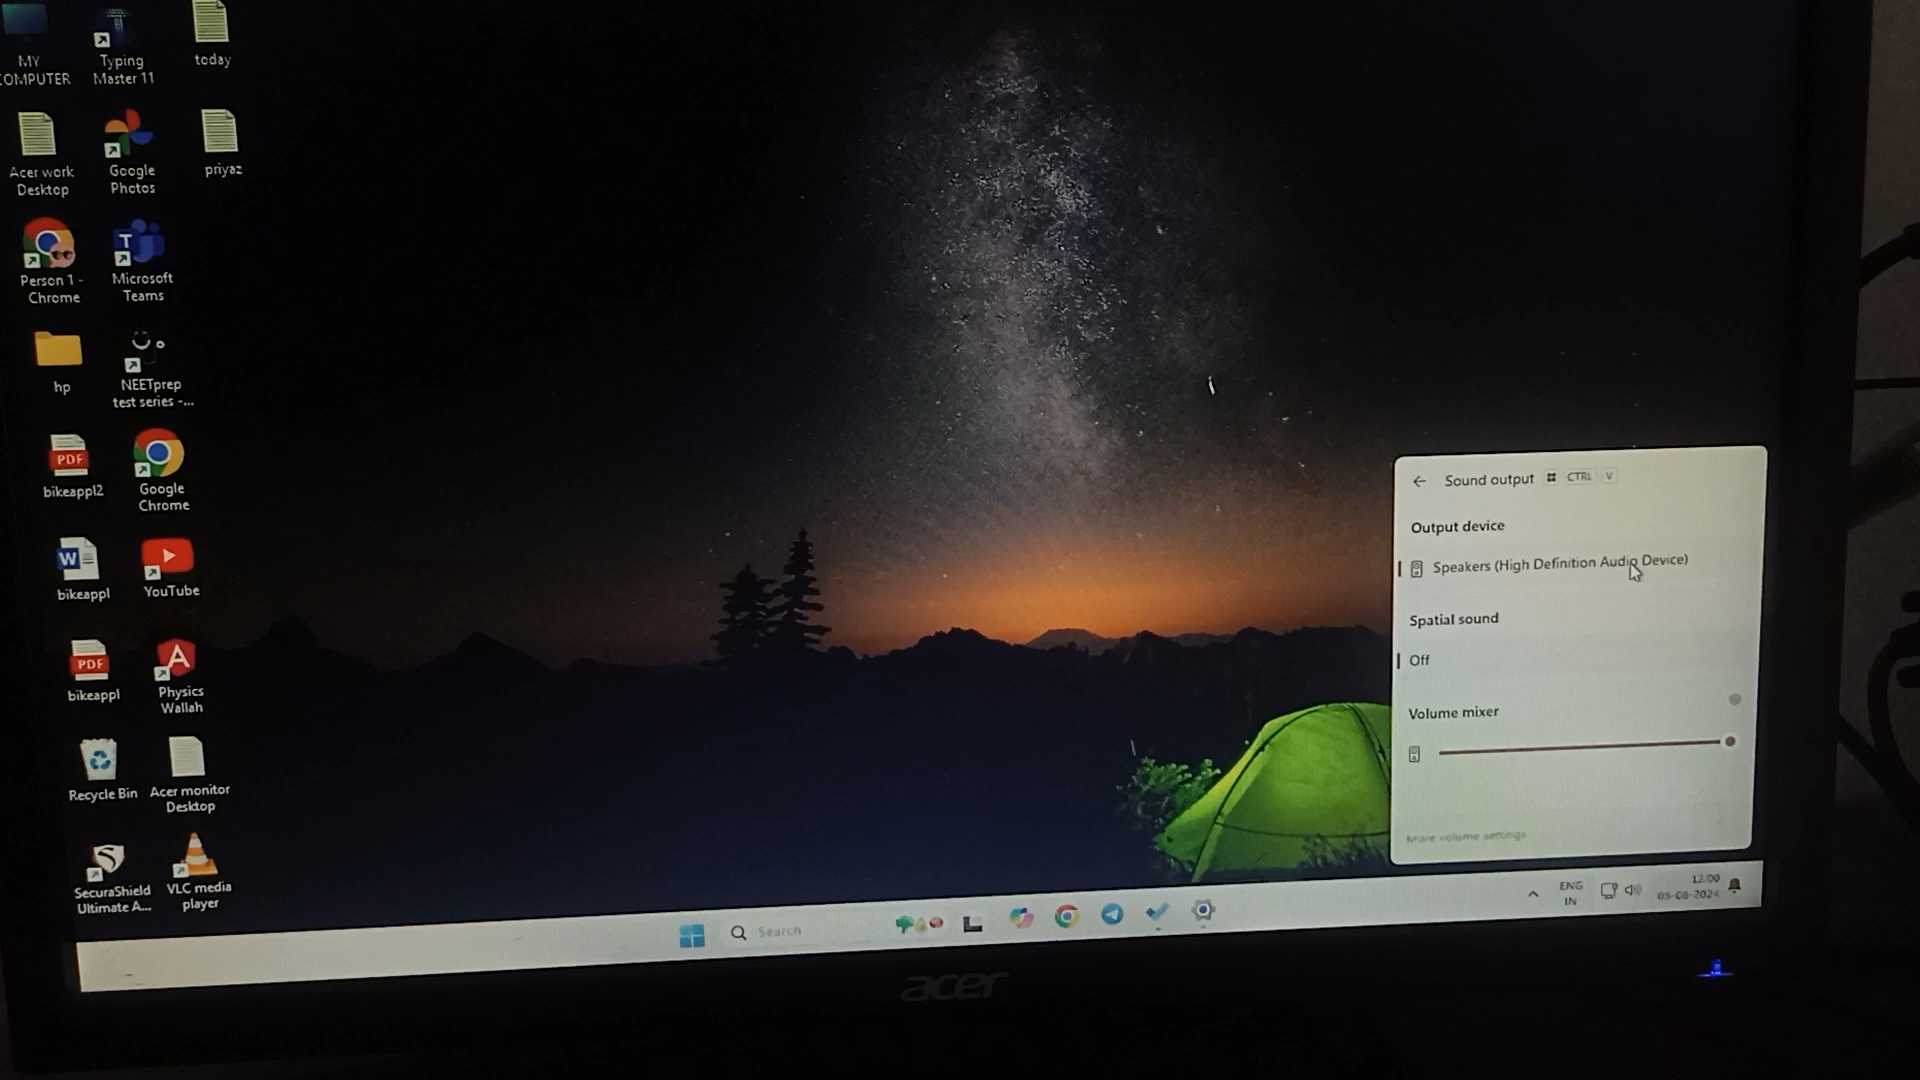 MY
COMPUTER
Typing
Master 11
today
Acer work
Desktop
Google
Photos
priyaz
Person 1 -
Chrome
T
Microsoft
Teams
hp
NEETprep
test series -...
PDF
bikeappl2
Google
Chrome
W
bikeappl
YouTube
PDF
bikeappl
A
Physics
Wallah
Recycle Bin
Acer monitor
Desktop
SecuraShield
Ultimate A...
VLC media
player
Sound output CTRL V
Output device
Speakers (High Definition Audio Device)
Spatial sound
Off
Volume mixer
More volume settings
Search
ENG
IN
12:00
05-08-2024
acer